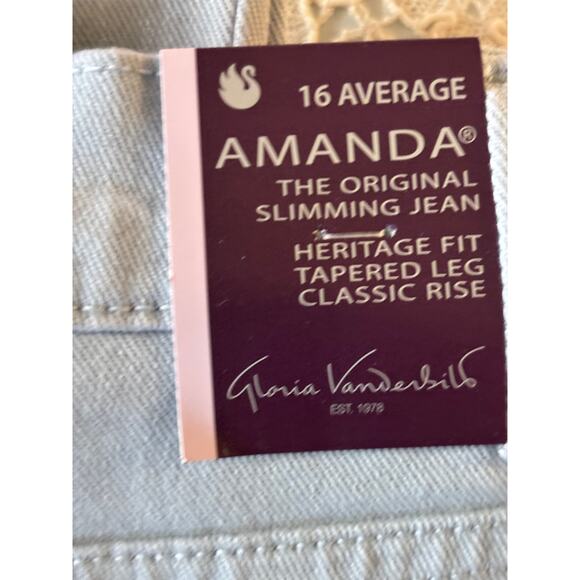 16 AVERAGE
AMANDA®
THE ORIGINAL
SLIMMING JEAN
HERITAGE FIT
TAPERED LEG
CLASSIC RISE
Gloria Vanderbilt
EST. 1978